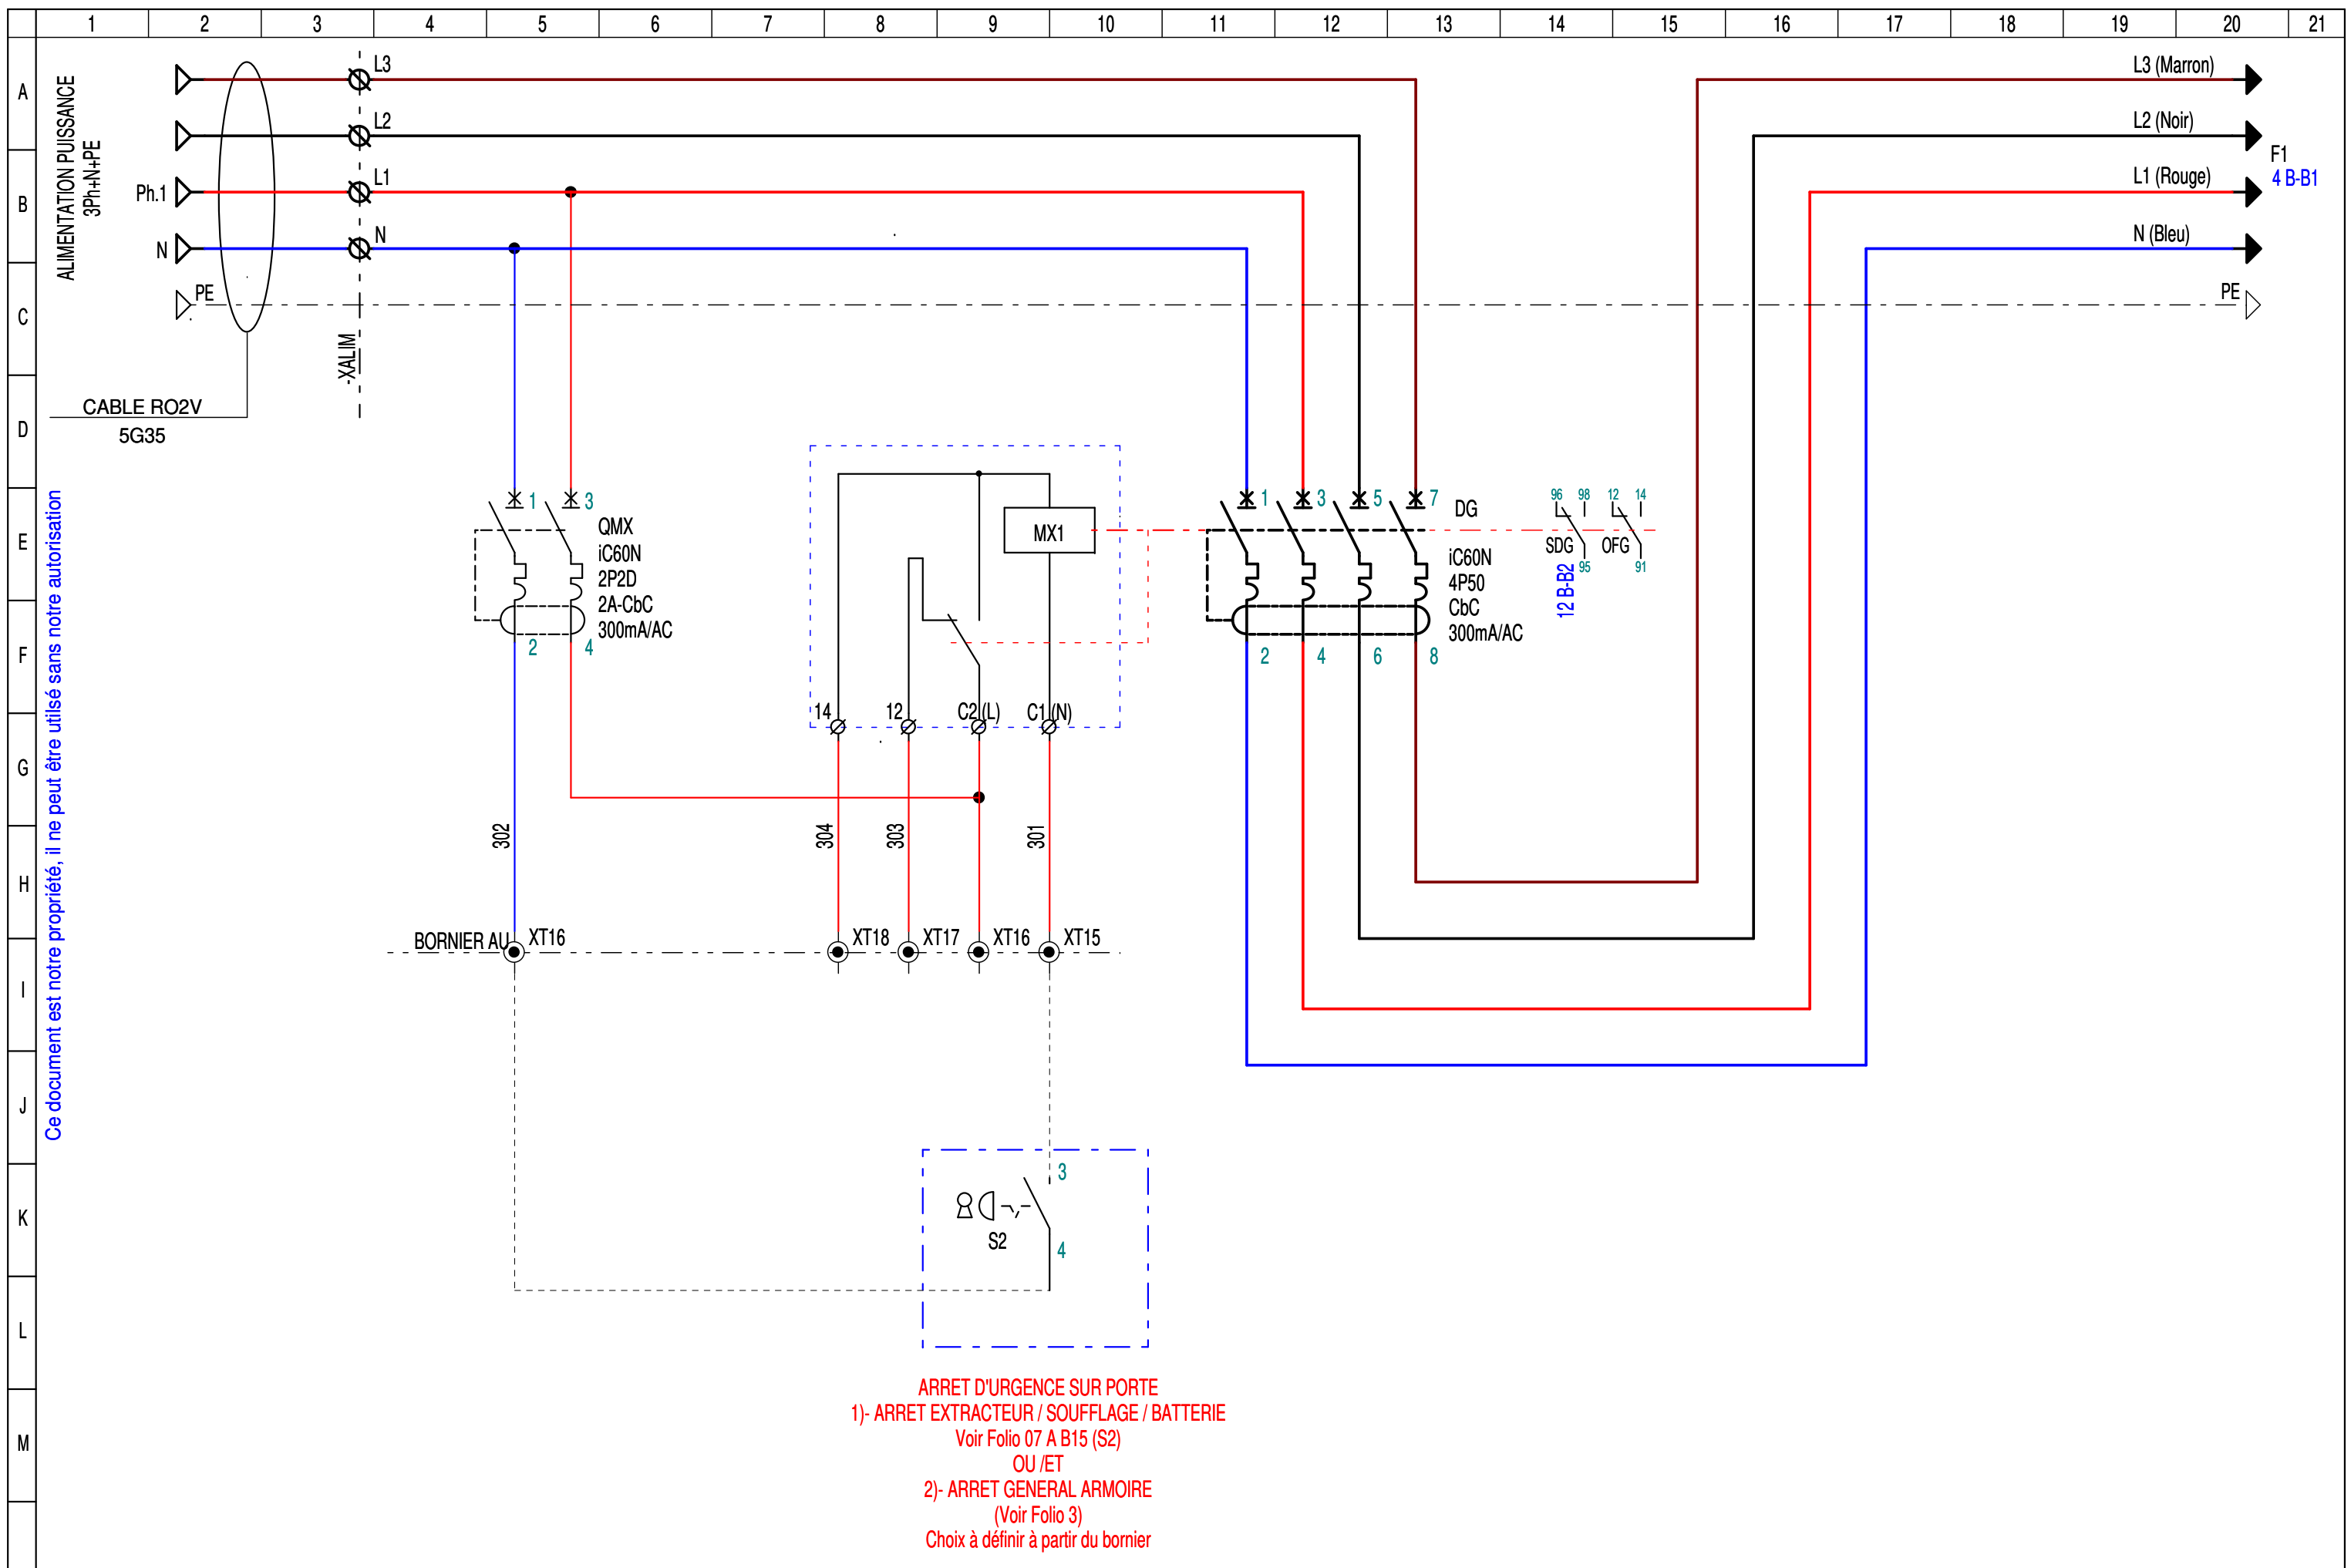 1 2 3 4 5 6 7 8 9 10 11 12 13 14 15 16 17 18 19 20 21
A
B
C
D
E
F
G
H
I
J
K
L
M
ALIMENTATION PUISSANCE
3Ph+N+PE
Ph.1
N
PE
L3
L2
L1
N
-XALIM
CABLE RO2V
5G35
L3 (Marron)
L2 (Noir)
L1 (Rouge)
N (Bleu)
PE
F1
4 B-B1
Ce document est notre propriété, il ne peut être utilsé sans notre autorisation
1 3
QMX
iC60N
2P2D
2A-CbC
300mA/AC
2 4
MX1
14 12 C2 (L) C1 (N)
1 3 5 7
DG
iC60N
4P50
CbC
300mA/AC
2 4 6 8
96 98 12 14
SDG OFG
95 91
12 B-B2
302 304 303 301
BORNIER AU XT16 XT18 XT17 XT16 XT15
3
S2
4
ARRET D'URGENCE SUR PORTE
1)- ARRET EXTRACTEUR / SOUFFLAGE / BATTERIE
Voir Folio 07 A B15 (S2)
OU /ET
2)- ARRET GENERAL ARMOIRE
(Voir Folio 3)
Choix à définir à partir du bornier